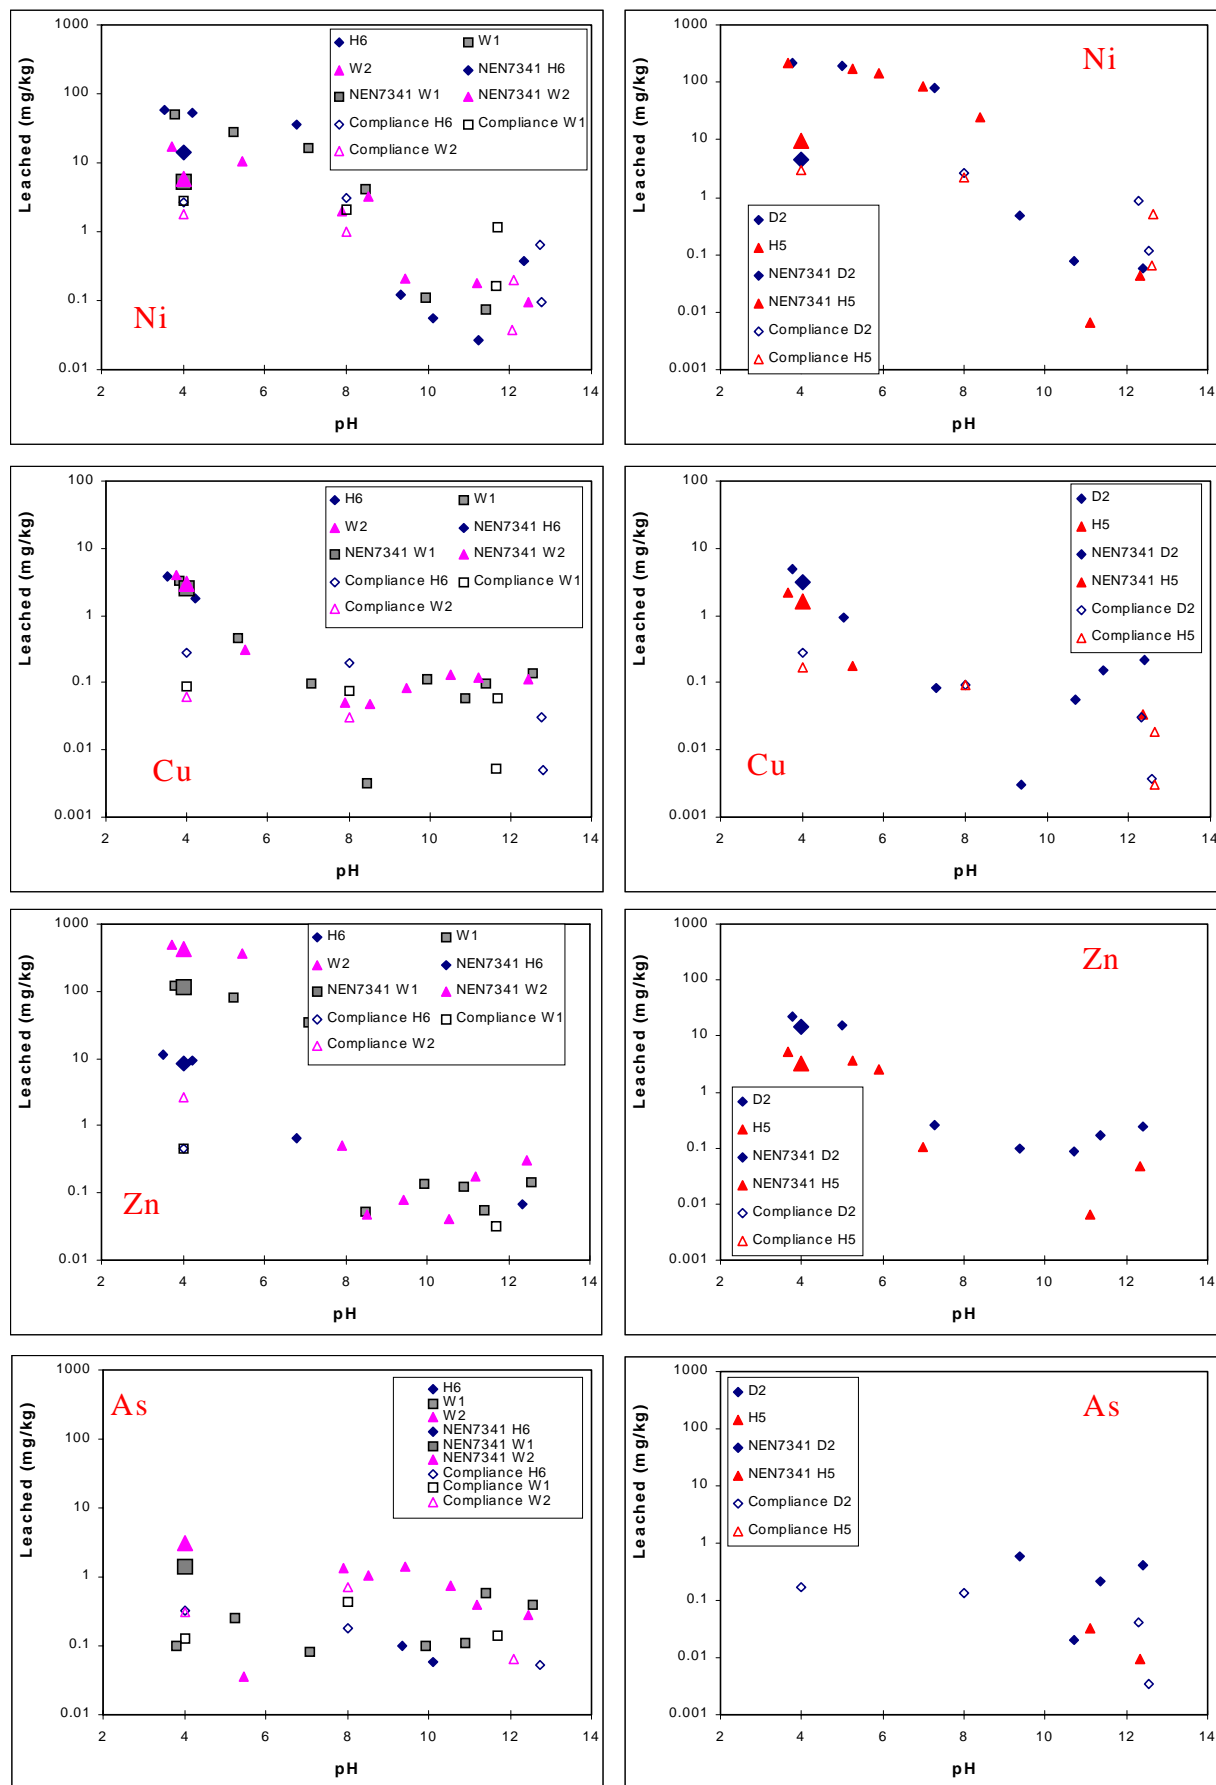 1000
100
10
1
0.1
0.01
2 4 6 8 10 12 14
pH
Leached (mg/kg)
H6 W1
W2 NEN7341 H6
NEN7341 W1 NEN7341 W2
Compliance H6 Compliance W1
Compliance W2
Ni
1000
100
10
1
0.1
0.01
0.001
2 4 6 8 10 12 14
pH
Leached (mg/kg)
Ni
D2
H5
NEN7341 D2
NEN7341 H5
Compliance D2
Compliance H5
100
10
1
0.1
0.01
0.001
2 4 6 8 10 12 14
pH
Leached (mg/kg)
H6 W1
W2 NEN7341 H6
NEN7341 W1 NEN7341 W2
Compliance H6 Compliance W1
Compliance W2
Cu
100
10
1
0.1
0.01
0.001
2 4 6 8 10 12 14
pH
Leached (mg/kg)
D2
H5
NEN7341 D2
NEN7341 H5
Compliance D2
Compliance H5
Cu
1000
100
10
1
0.1
0.01
2 4 6 8 10 12 14
pH
Leached (mg/kg)
H6 W1
W2 NEN7341 H6
NEN7341 W1 NEN7341 W2
Compliance H6 Compliance W1
Compliance W2
Zn
1000
100
10
1
0.1
0.01
0.001
2 4 6 8 10 12 14
pH
Leached (mg/kg)
Zn
D2
H5
NEN7341 D2
NEN7341 H5
Compliance D2
Compliance H5
1000
100
10
1
0.1
0.01
2 4 6 8 10 12 14
pH
Leached (mg/kg)
As
H6
W1
W2
NEN7341 H6
NEN7341 W1
NEN7341 W2
Compliance H6
Compliance W1
Compliance W2
1000
100
10
1
0.1
0.01
0.001
2 4 6 8 10 12 14
pH
Leached (mg/kg)
D2
H5
NEN7341 D2
NEN7341 H5
Compliance D2
Compliance H5
As